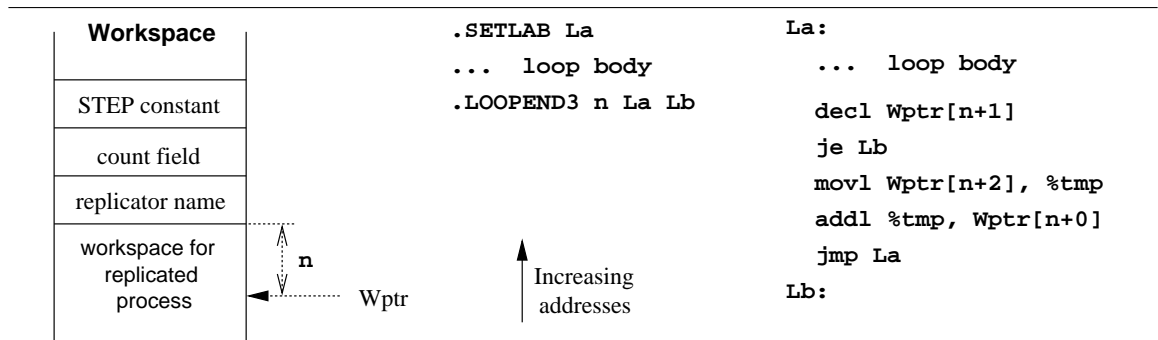 Workspace
STEP constant
count field
replicator name
workspace for
replicated
process
n
Wptr
.SETLAB La
... loop body
.LOOPEND3 n La Lb
Increasing
addresses
La:
... loop body
decl Wptr[n+1]
je Lb
movl Wptr[n+2], %tmp
addl %tmp, Wptr[n+0]
jmp La
Lb: